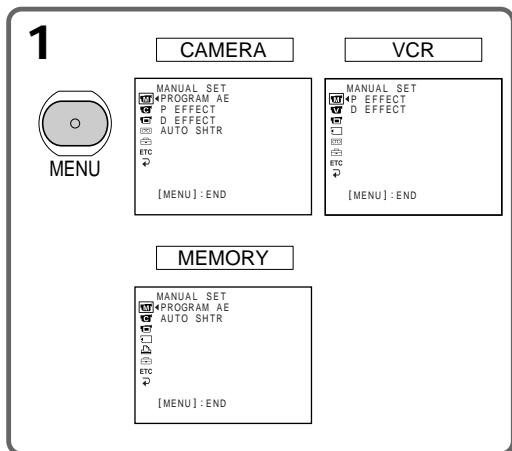 1
CAMERA
MANUAL SET
PROGRAM AE
P EFFECT
D EFFECT
AUTO SHTR
ETC
[MENU] : END
VCR
MANUAL SET
P EFFECT
D EFFECT
ETC
[MENU] : END
MENU
MEMORY
MANUAL SET
PROGRAM AE
AUTO SHTR
ETC
[MENU] : END